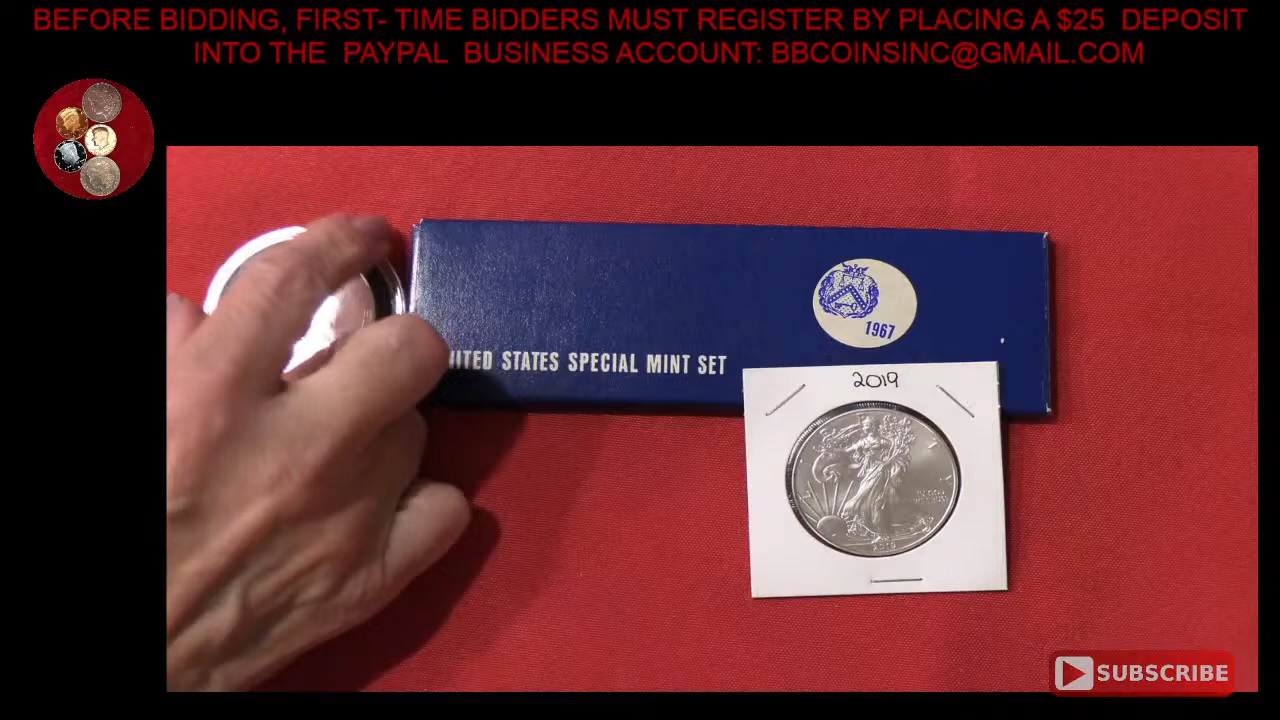 BEFORE BIDDING, FIRST- TIME BIDDERS MUST REGISTER BY PLACING A $25 DEPOSIT
INTO THE PAYPAL BUSINESS ACCOUNT: BBCOINSINC@GMAIL.COM
1967
STATES SPECIAL MINT SET
2019
2019
SUBSCRIBE